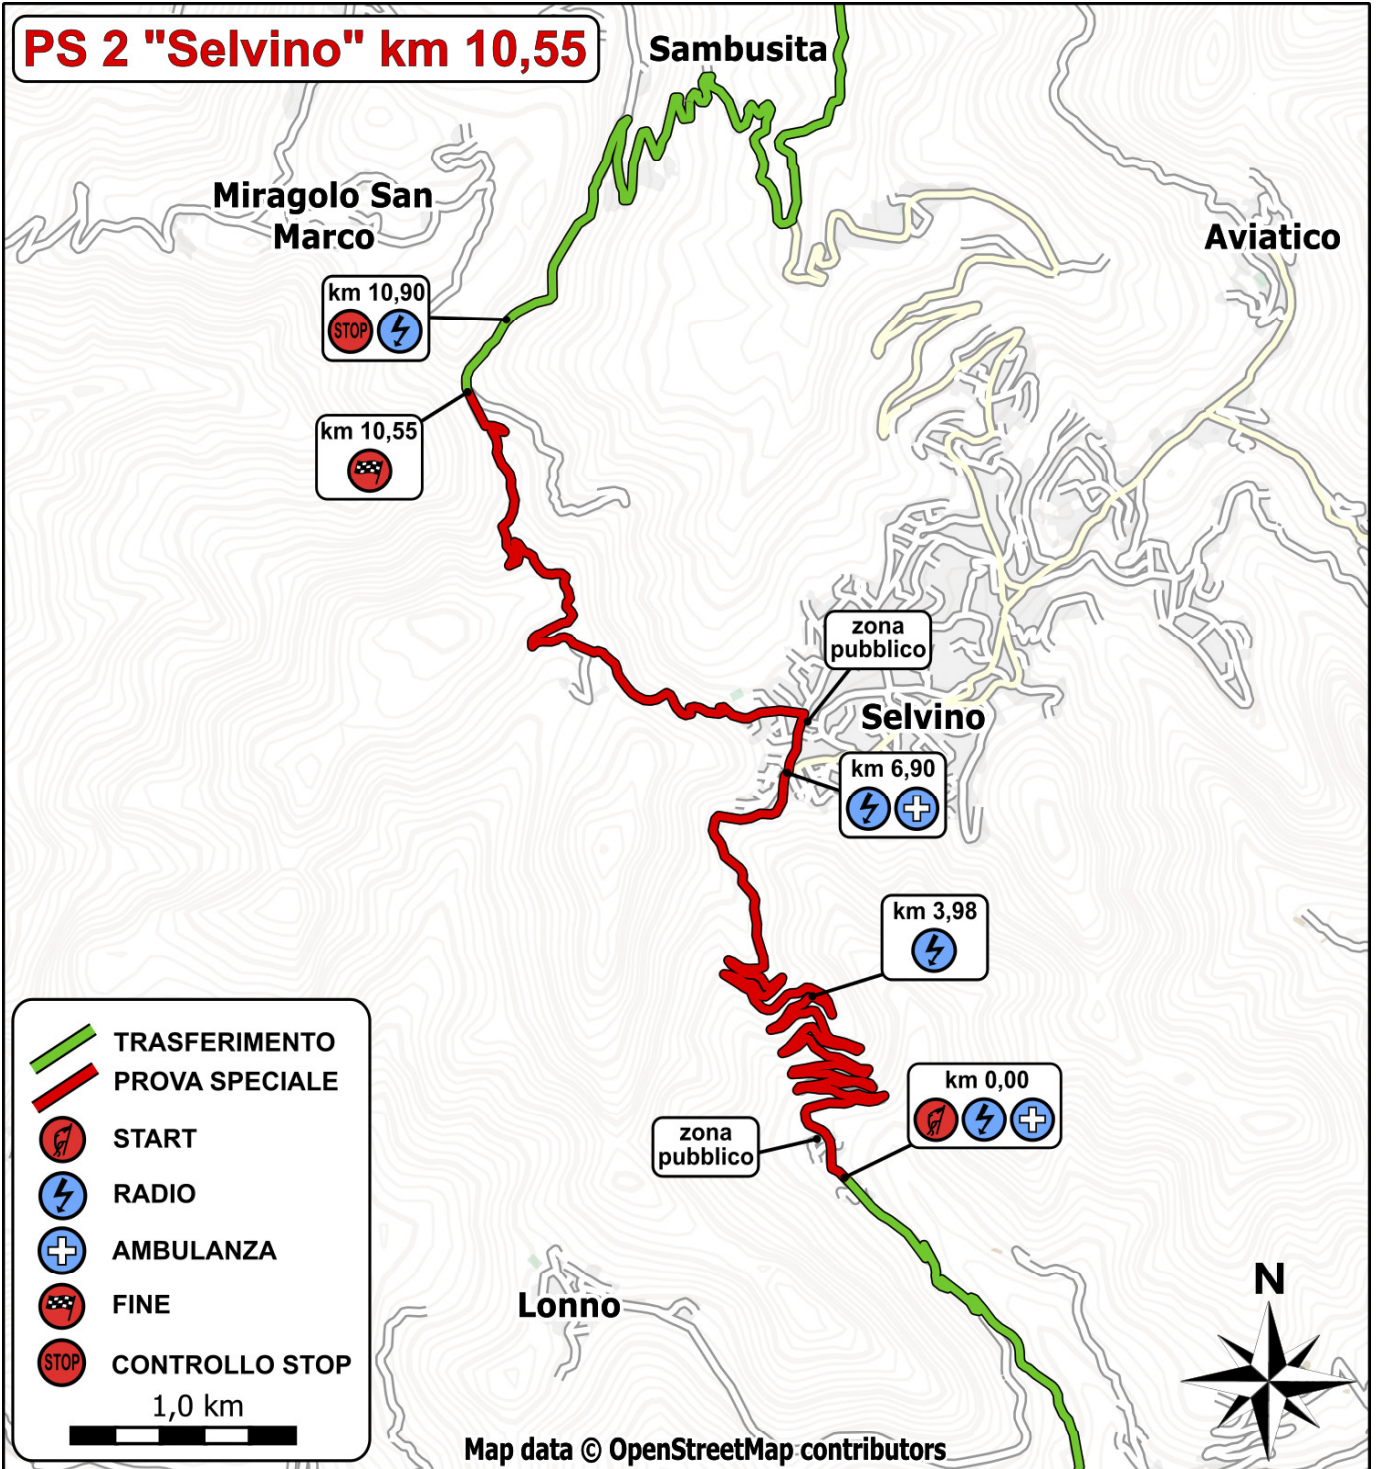 PS 2 "Selvino" km 10,55
Sambusita
Miragolo San
Marco
Aviatico
km 10,90
STOP
km 10,55
zona
pubblico
Selvino
km 6,90
km 3,98
km 0,00
zona
pubblico
Lonno
TRASFERIMENTO
PROVA SPECIALE
START
RADIO
AMBULANZA
FINE
STOP
CONTROLLO STOP
1,0 km
N
Map data © OpenStreetMap contributors